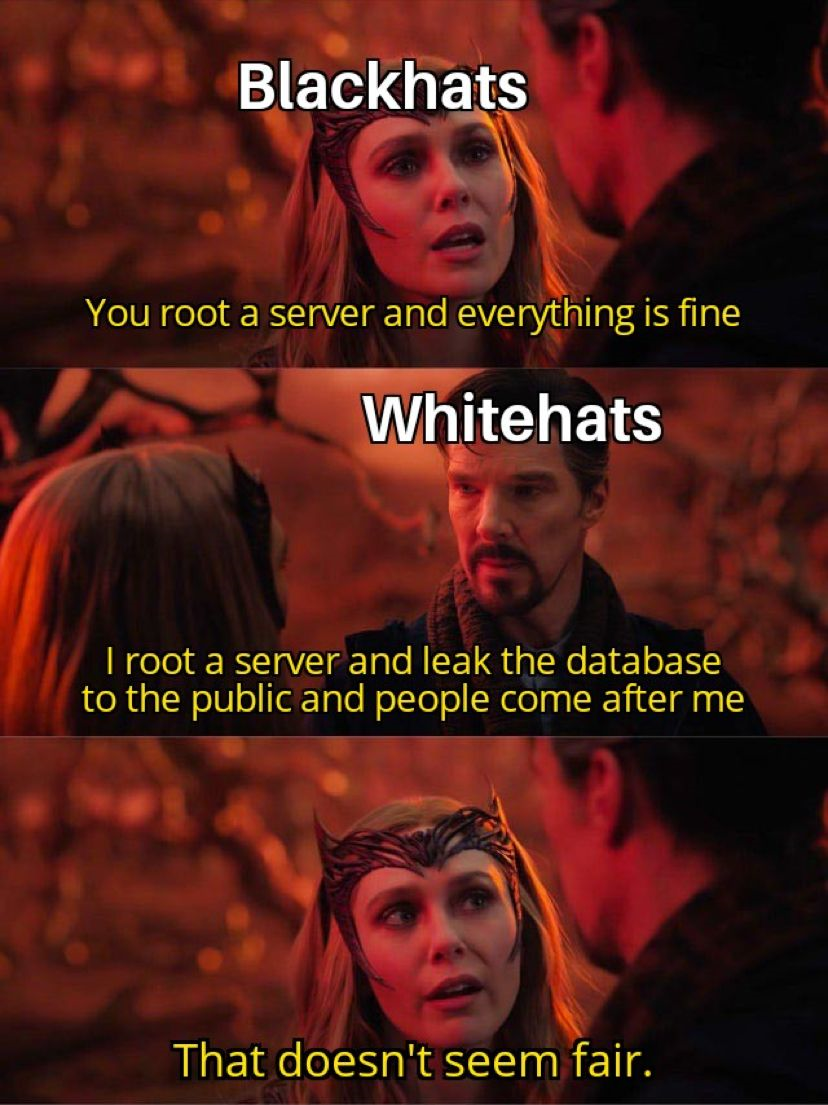 Blackhats
You root a server and everything is fine
Whitehats
I root a server and leak the database
to the public and people come after me
That doesn't seem fair.